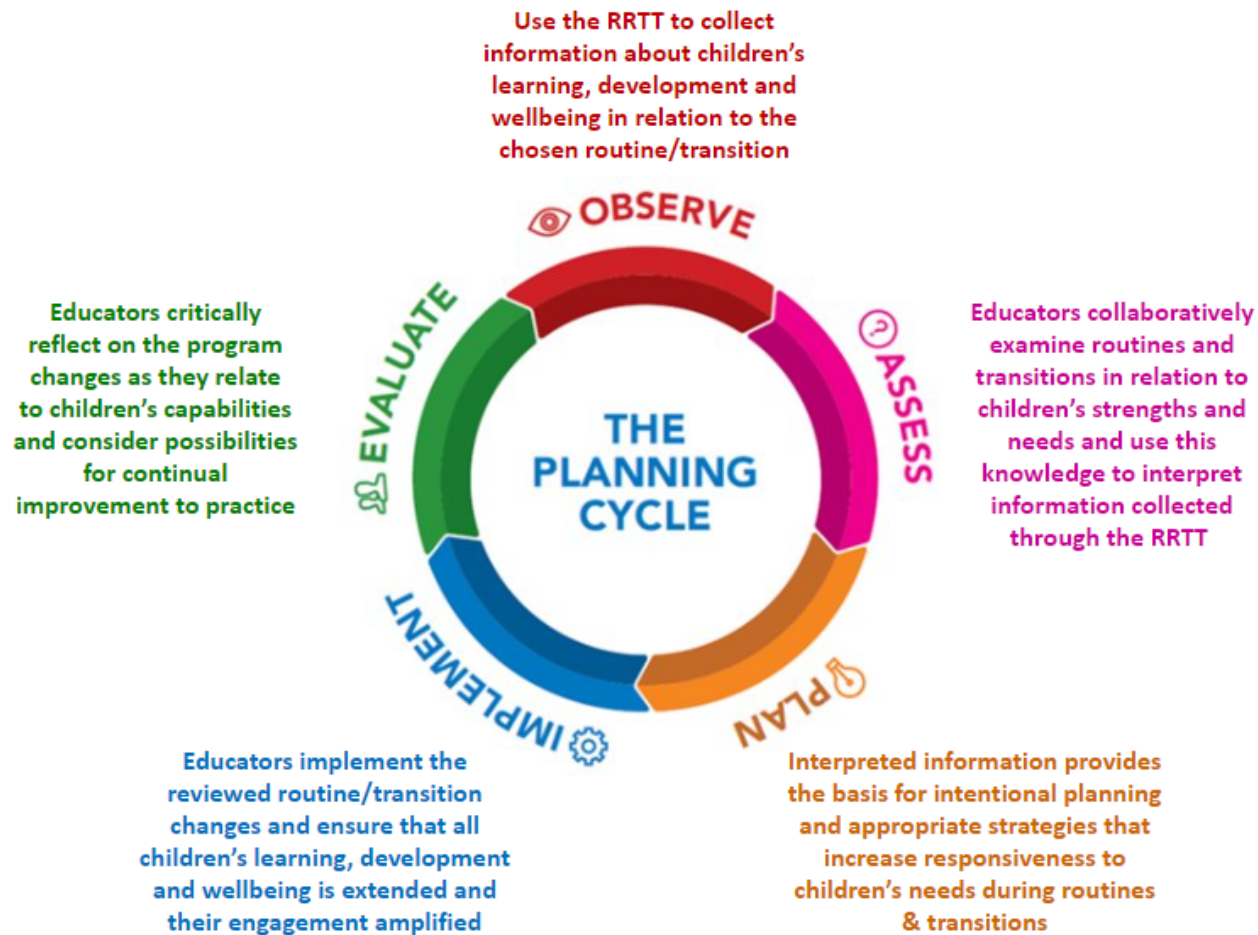 Use the RRTT to collect
information about children's
learning, development and
wellbeing in relation to the
chosen routine/transition
OBSERVE
ASSESS
Educators collaboratively
examine routines and
transitions in relation to
children's strengths and
needs and use this
knowledge to interpret
information collected
through the RRTT
PLAN
Interpreted information provides
the basis for intentional planning
and appropriate strategies that
increase responsiveness to
children's needs during routines
& transitions
IMPLEMENT
Educators implement the
reviewed routine/transition
changes and ensure that all
children's learning, development
and wellbeing is extended and
their engagement amplified
EVALUATE
Educators critically
reflect on the program
changes as they relate
to children's capabilities
and consider possibilities
for continual
improvement to practice
THE
PLANNING
CYCLE